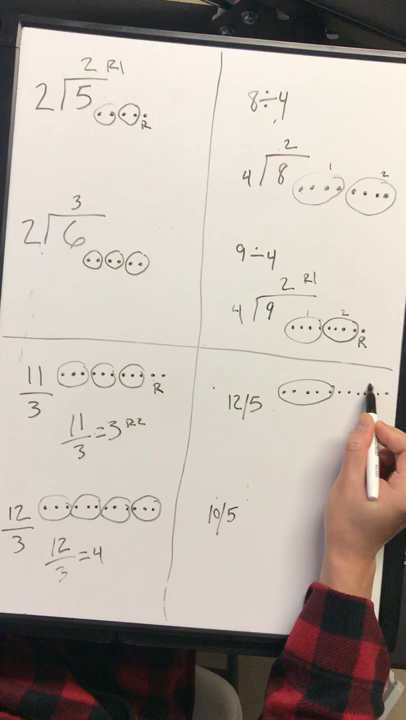 2 R1
2⟌5
R
3
2⟌6
8÷4
2
4⟌8
1 2
9÷4
2 R1
4⟌9
1 2
R
11/3
R
11/3 = 3 R2
12/3
12/3 = 4
12/5
10/5